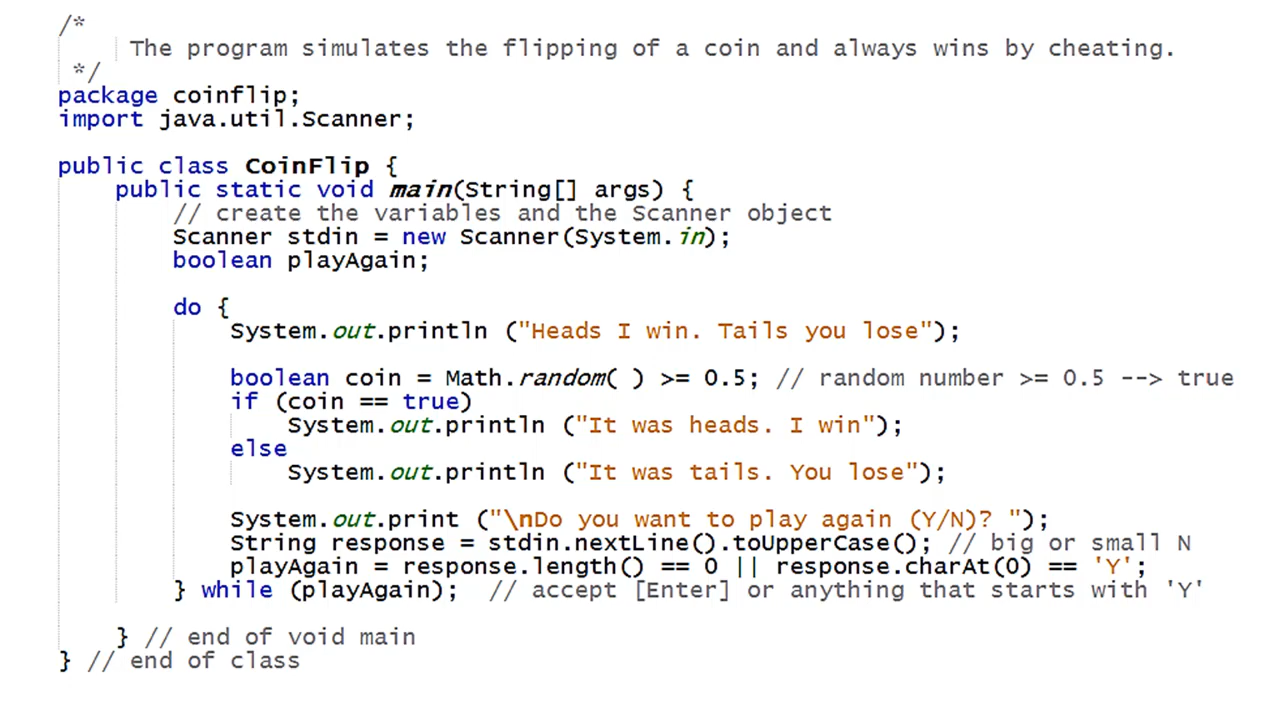 /*
The program simulates the flipping of a coin and always wins by cheating.
*/
package coinflip;
import java.util.Scanner;
public class CoinFlip {
public static void main(String[] args) {
// create the variables and the Scanner object
Scanner stdin = new Scanner(System.in);
boolean playAgain;
do {
System.out.println ("Heads I win. Tails you lose");
boolean coin = Math.random( ) >= 0.5; // random number >= 0.5 --> true
if (coin == true)
System.out.println ("It was heads. I win");
else
System.out.println ("It was tails. You lose");
System.out.print ("\nDo you want to play again (Y/N)? ");
String response = stdin.nextLine().toUpperCase(); // big or small N
playAgain = response.length() == 0 || response.charAt(0) == 'Y';
} while (playAgain); // accept [Enter] or anything that starts with 'Y'
} // end of void main
} // end of class